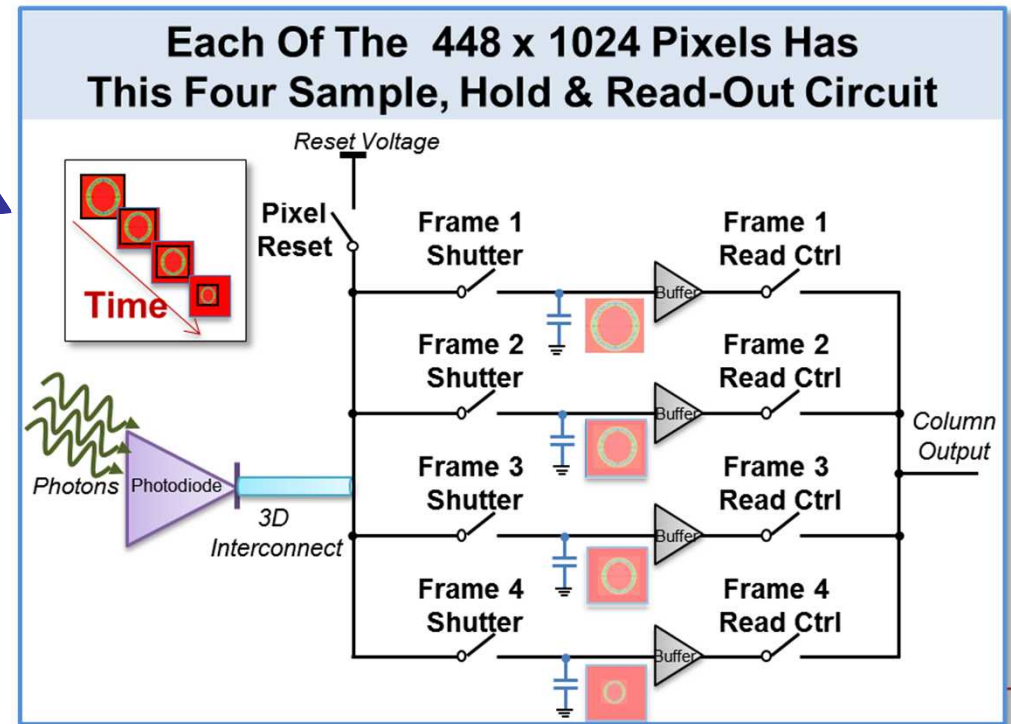 Each Of The 448 x 1024 Pixels Has
This Four Sample, Hold & Read-Out Circuit
Reset Voltage
Pixel
Reset
Time
Frame 1
Shutter
Buffer
Frame 1
Read Ctrl
Frame 2
Shutter
Buffer
Frame 2
Read Ctrl
Column
Output
Photons
Photodiode
3D
Interconnect
Frame 3
Shutter
Buffer
Frame 3
Read Ctrl
Frame 4
Shutter
Buffer
Frame 4
Read Ctrl